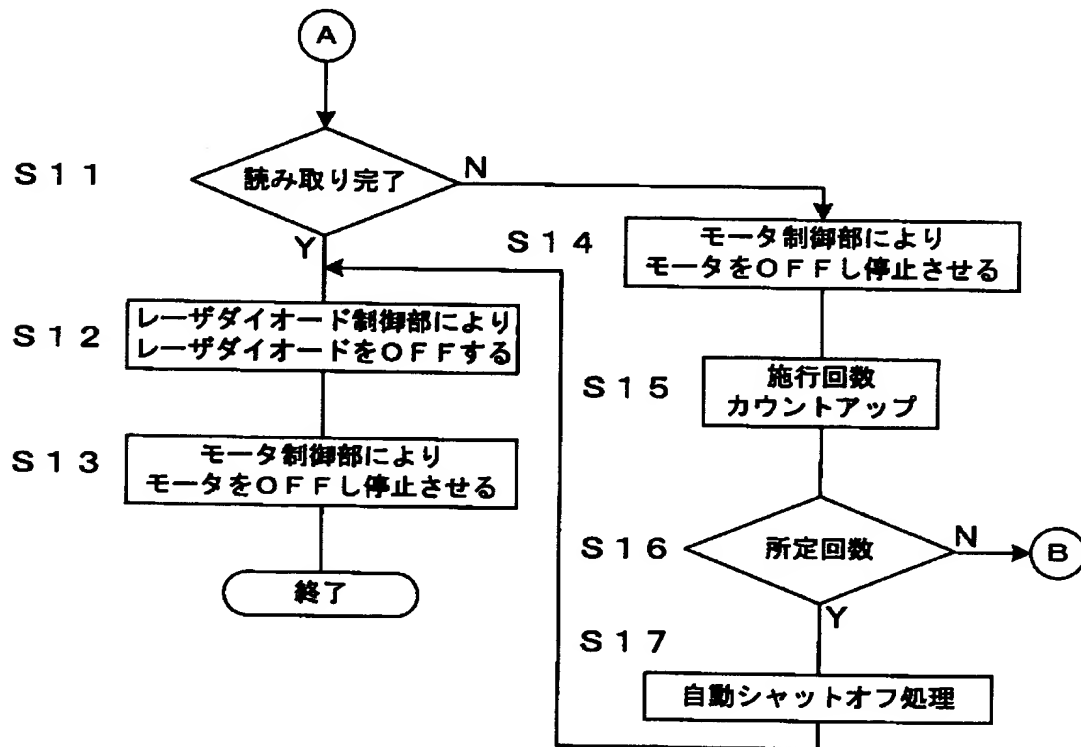 A
S11
読み取り完了
N
Y
S12
レーザダイオード制御部により
レーザダイオードをOFFする
S13
モータ制御部により
モータをOFFし停止させる
終了
S14
モータ制御部により
モータをOFFし停止させる
S15
施行回数
カウントアップ
S16
所定回数
N
B
Y
S17
自動シャットオフ処理